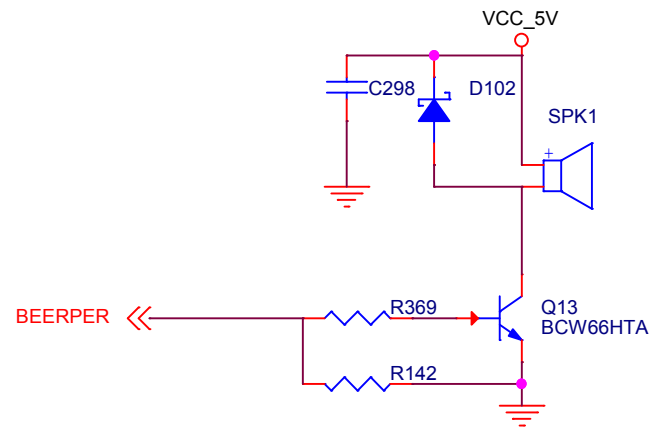 VCC_5V
C298
D102
SPK1
+
BEERPER
R369
Q13
BCW66HTA
R142